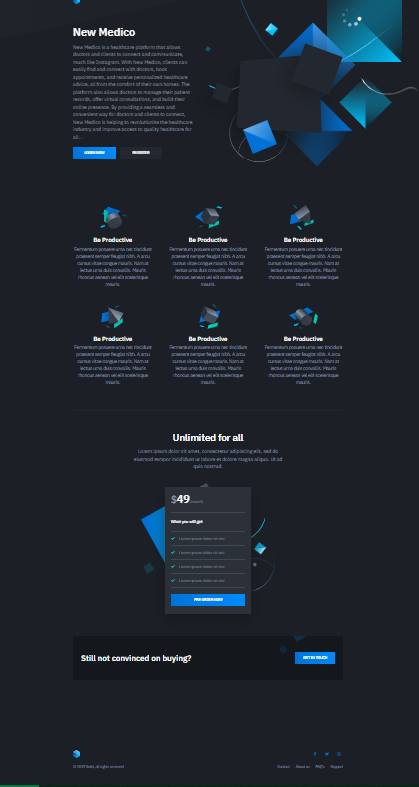 New Medico
New Medico is a healthcare platform that allows
doctors and clients to connect and communicate,
much like Instagram. With New Medico, clients can
easily find and connect with doctors, book
appointments, and receive personalized healthcare
advice, all from the comfort of their own homes. The
platform also allows doctors to manage their patient
records, offer virtual consultations, and build their
online presence. By providing a seamless and
convenient way for doctors and clients to connect,
New Medico is helping to revolutionize the healthcare
industry and improve access to quality healthcare for
all.
LOGIN NOW REGISTER
Be Productive Be Productive Be Productive
Fermentum posuere urna nec tincidunt Fermentum posuere urna nec tincidunt Fermentum posuere urna nec tincidunt
praesent semper feugiat nibh. A arcu praesent semper feugiat nibh. A arcu praesent semper feugiat nibh. A arcu
cursus vitae congue mauris. Nam at cursus vitae congue mauris. Nam at cursus vitae congue mauris. Nam at
lectus urna duis convallis. Mauris lectus urna duis convallis. Mauris lectus urna duis convallis. Mauris
rhoncus aenean vel elit scelerisque rhoncus aenean vel elit scelerisque rhoncus aenean vel elit scelerisque
mauris. mauris. mauris.
Be Productive Be Productive Be Productive
Fermentum posuere urna nec tincidunt Fermentum posuere urna nec tincidunt Fermentum posuere urna nec tincidunt
praesent semper feugiat nibh. A arcu praesent semper feugiat nibh. A arcu praesent semper feugiat nibh. A arcu
cursus vitae congue mauris. Nam at cursus vitae congue mauris. Nam at cursus vitae congue mauris. Nam at
lectus urna duis convallis. Mauris lectus urna duis convallis. Mauris lectus urna duis convallis. Mauris
rhoncus aenean vel elit scelerisque rhoncus aenean vel elit scelerisque rhoncus aenean vel elit scelerisque
mauris. mauris. mauris.
Unlimited for all
Lorem ipsum dolor sit amet, consectetur adipiscing elit, sed do
eiusmod tempor incididunt ut labore et dolore magna aliqua. Ut ad
quis nostrud.
$49/month
What you will get
Lorem ipsum dolor sit nisi
Lorem ipsum dolor sit nisi
Lorem ipsum dolor sit nisi
Lorem ipsum dolor sit nisi
PRE ORDER NOW
Still not convinced on buying?
GET IN TOUCH
© 2019 Solid, all rights reserved
Contact About us FAQ's Support